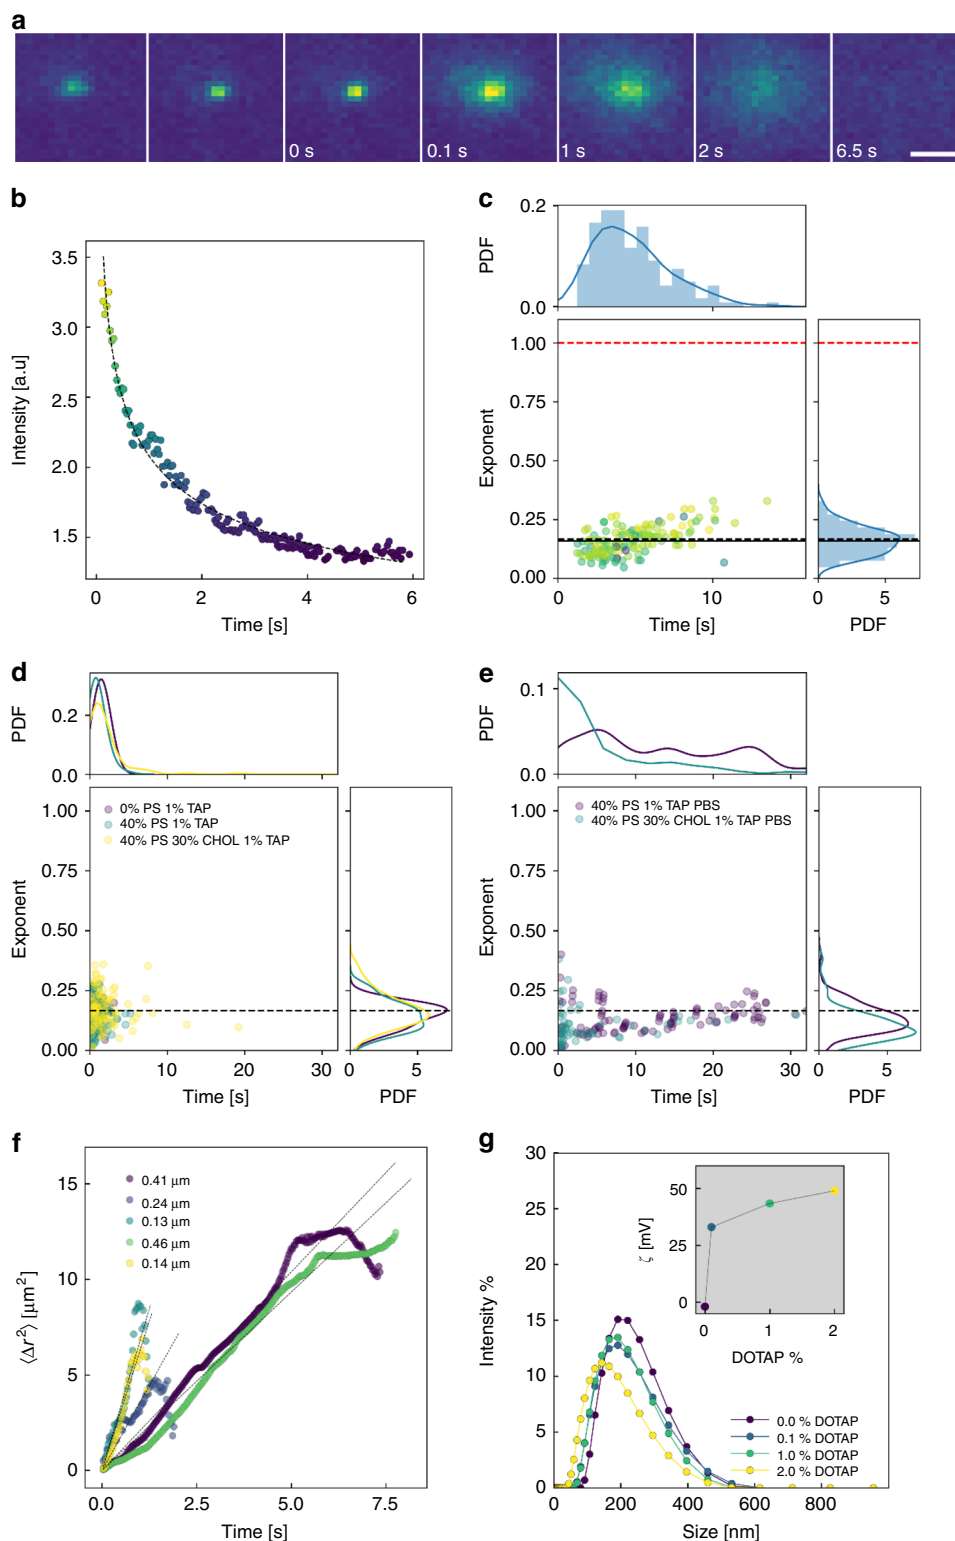 a
0 s
0.1 s
1 s
2 s
6.5 s
b
3.5
3.0
2.5
2.0
1.5
Intensity [a.u]
0
2
4
6
Time [s]
c
0.2
0.0
PDF
1.00
0.75
0.50
0.25
0.00
Exponent
0
10
Time [s]
0
5
PDF
d
0.2
0.0
PDF
0% PS 1% TAP
40% PS 1% TAP
40% PS 30% CHOL 1% TAP
1.00
0.75
0.50
0.25
0.00
Exponent
0
10
20
30
Time [s]
0
5
PDF
e
0.1
0
PDF
40% PS 1% TAP PBS
40% PS 30% CHOL 1% TAP PBS
1.00
0.75
0.50
0.25
0.00
Exponent
0
10
20
30
Time [s]
0
5
PDF
f
0.41 μm
0.24 μm
0.13 μm
0.46 μm
0.14 μm
15
10
5
0
⟨Δr²⟩ [μm²]
0.0
2.5
5.0
7.5
Time [s]
g
30
25
20
15
10
5
0
Intensity %
50
25
0
ζ [mV]
0
1
2
DOTAP %
0.0 % DOTAP
0.1 % DOTAP
1.0 % DOTAP
2.0 % DOTAP
0
200
400
600
800
Size [nm]